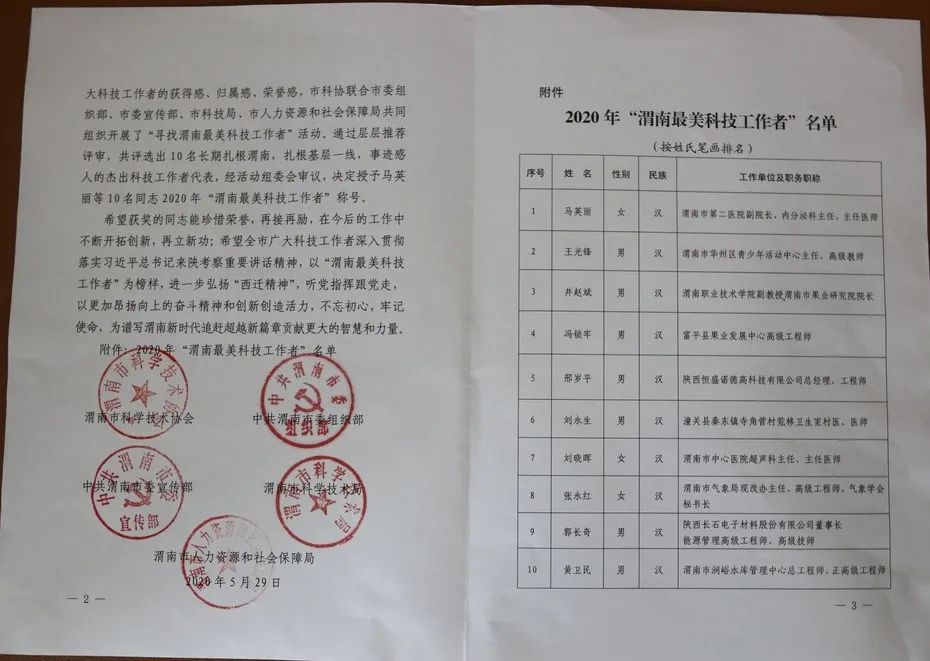 大科技工作者的获得感、归属感、荣誉感，市科协联合市委组
织部、市委宣传部、市科技局、市人力资源和社会保障局共同
组织开展了“寻找渭南最美科技工作者”活动。通过层层推荐
评审，共评选出10名长期扎根渭南，扎根基层一线，事迹感
人的杰出科技工作者代表，经活动组委会审议，决定授予马英
丽等10名同志2020年“渭南最美科技工作者”称号。
希望获奖的同志能珍惜荣誉，再接再励，在今后的工作中
不断开拓创新，再立新功；希望全市广大科技工作者深入贯彻
落实习近平总书记来陕考察重要讲话精神，以“渭南最美科技
工作者”为榜样，进一步弘扬“西迁精神”，听党指挥跟党走，
以更加昂扬向上的奋斗精神和创新创造活力，不忘初心，牢记
使命，为谱写渭南新时代追赶超越新篇章贡献更大的智慧和力量。
附件：2020年“渭南最美科技工作者”名单
渭南市科学技术协会
中共渭南市委组织部
中共渭南市委
组织部
中共渭南市委宣传部
渭南市科学技术局
中共渭南市委
宣传部
渭南市科学技术局
渭南市人力资源和社会保障局
2020年5月29日
— 2 —
附件
2020年“渭南最美科技工作者”名单
（按姓氏笔画排名）
序号 姓 名 性别 民族 工作单位及职务职称
1 马英丽 女 汉 渭南市第二医院副院长、内分泌科主任、主任医师
2 王光锋 男 汉 渭南市华州区青少年活动中心主任、高级教师
3 井赵斌 男 汉 渭南职业技术学院副教授渭南市果业研究院院长
4 冯锁牢 男 汉 富平县果业发展中心高级工程师
5 邢岁平 男 汉 陕西恒盛诺德高科技有限公司总经理、工程师
6 刘永生 男 汉 潼关县秦东镇寺角营村荒移卫生室村医、医师
7 刘晓晖 女 汉 渭南市中心医院超声科主任、主任医师
8 张永红 女 汉 渭南市气象局现改办主任、高级工程师、气象学会
秘书长
9 郭长奇 男 汉 陕西长石电子材料股份有限公司董事长
能源管理高级工程师、高级技师
10 黄卫民 男 汉 渭南市涧峪水库管理中心总工程师、正高级工程师
— 3 —